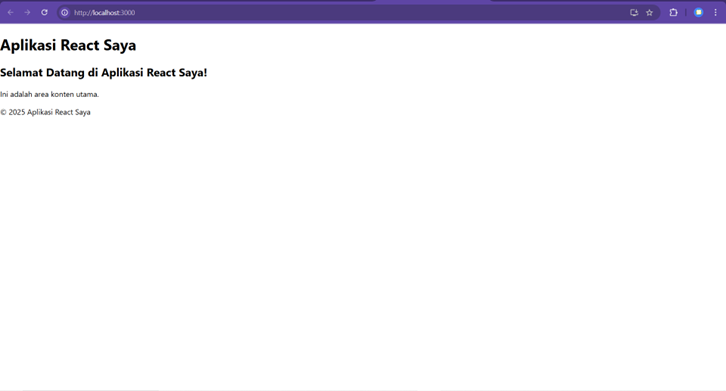 http://localhost:3000
Aplikasi React Saya
Selamat Datang di Aplikasi React Saya!
Ini adalah area konten utama.
© 2025 Aplikasi React Saya